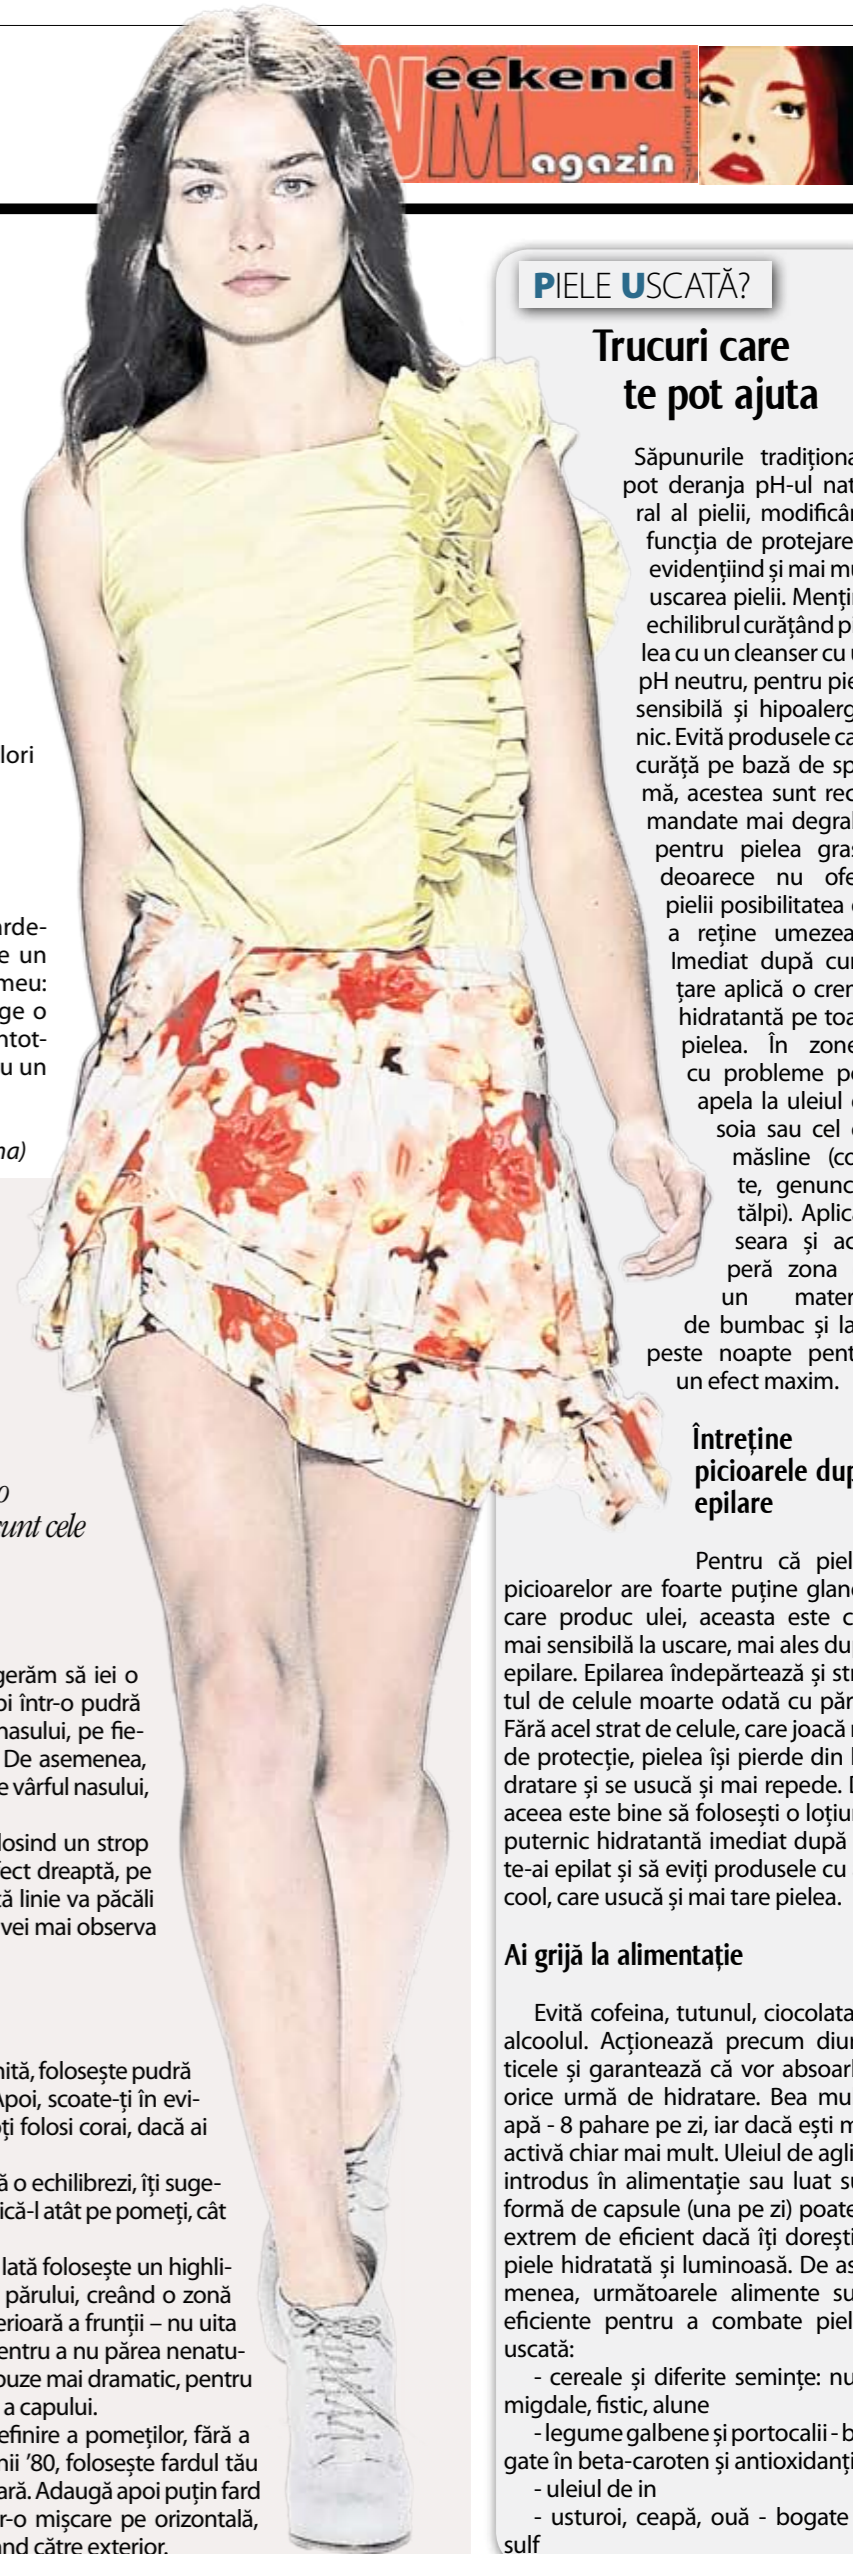 Weekend
Magazin
Supliment gratuit
lori
arde-
e un
meu:
ge o
ntot-
u un
na)
o
runt cele
gerăm să iei o
oi într-o pudră
nasului, pe fie-
De asemenea,
e vârful nasului,
losind un strop
fect dreaptă, pe
tă linie va păcăli
vei mai observa
nită, folosește pudră
Apoi, scoate-ți în evi-
ți folosi corai, dacă ai
ă o echilibrezi, îți suge-
ică-l atât pe pomeți, cât
lată folosește un highli-
părului, creând o zonă
erioară a frunții – nu uita
entru a nu părea nenatu-
ouze mai dramatic, pentru
a capului.
efinire a pomeților, fără a
nii '80, folosește fardul tău
ară. Adaugă apoi puțin fard
r-o mișcare pe orizontală,
ând către exterior.
PIELE USCATĂ?
Trucuri care
te pot ajuta
Săpunurile tradiționa
pot deranja pH-ul nat
ral al pielii, modificân
funcția de protejare
evidențiind și mai mu
uscarea pielii. Menți
echilibrul curățând p
lea cu un cleanser cu u
pH neutru, pentru pie
sensibilă și hipoalerg
nic. Evită produsele ca
curăță pe bază de sp
mă, acestea sunt rec
mandate mai degral
pentru pielea gras
deoarece nu ofe
pielii posibilitatea
a reține umezea
Imediat după cur
țare aplică o crem
hidratantă pe toa
pielea. În zone
cu probleme po
apela la uleiul
soia sau cel
măsline (co
te, genunc
tălpi). Aplic
seara și ac
peră zona
un mater
de bumbac și la
peste noapte pent
un efect maxim.
Întreține
picioarele dup
epilare
Pentru că piel
picioarelor are foarte puține glan
care produc ulei, aceasta este c
mai sensibilă la uscare, mai ales du
epilare. Epilarea îndepărtează și str
tul de celule moarte odată cu păr
Fără acel strat de celule, care joacă r
de protecție, pielea își pierde din h
dratare și se usucă și mai repede. D
aceea este bine să folosești o loțiu
puternic hidratantă imediat după
te-ai epilat și să eviți produsele cu
cool, care usucă și mai tare pielea.
Ai grijă la alimentație
Evită cofeina, tutunul, ciocolata
alcoolul. Acționează precum diur
ticele și garantează că vor absoarb
orice urmă de hidratare. Bea mu
apă - 8 pahare pe zi, iar dacă ești m
activă chiar mai mult. Uleiul de agli
introdus în alimentație sau luat su
formă de capsule (una pe zi) poate
extrem de eficient dacă îți dorești
piele hidratată și luminoasă. De as
menea, următoarele alimente su
eficiente pentru a combate piel
uscată:
- cereale și diferite semințe: nu
migdale, fistic, alune
- legume galbene și portocalii - b
gate în beta-caroten și antioxidanți
- uleiul de in
- usturoi, ceapă, ouă - bogate
sulf